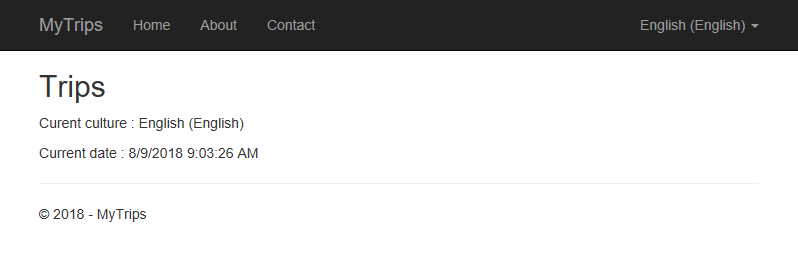 MyTrips Home About Contact English (English)
Trips
Curent culture : English (English)
Current date : 8/9/2018 9:03:26 AM
© 2018 - MyTrips